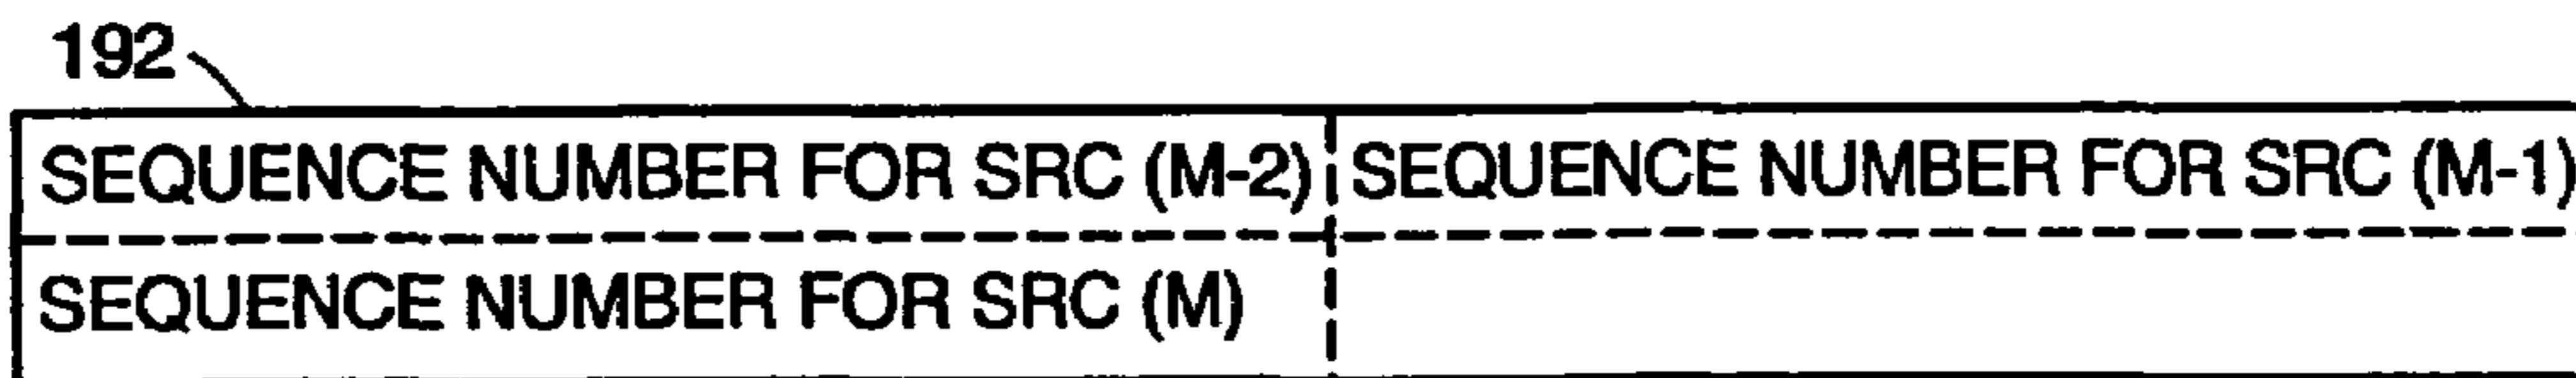 192
SEQUENCE NUMBER FOR SRC (M-2) SEQUENCE NUMBER FOR SRC (M-1)
SEQUENCE NUMBER FOR SRC (M)